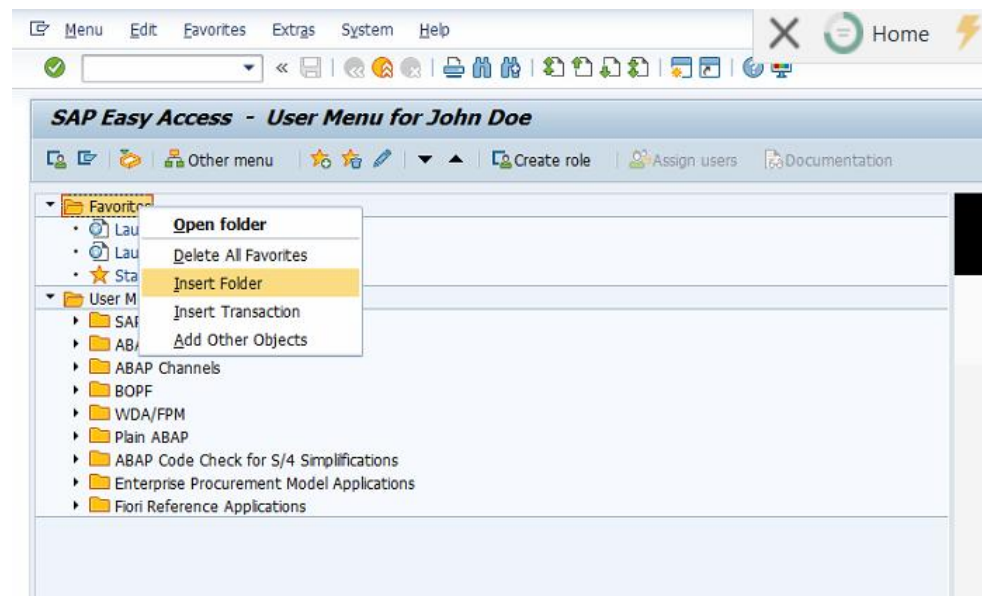 Menu Edit Favorites Extras System Help
Home
SAP Easy Access - User Menu for John Doe
Other menu Create role Assign users Documentation
Favorites
Open folder
Delete All Favorites
Insert Folder
Insert Transaction
Add Other Objects
ABAP Channels
BOPF
WDA/FPM
Plain ABAP
ABAP Code Check for S/4 Simplifications
Enterprise Procurement Model Applications
Fiori Reference Applications